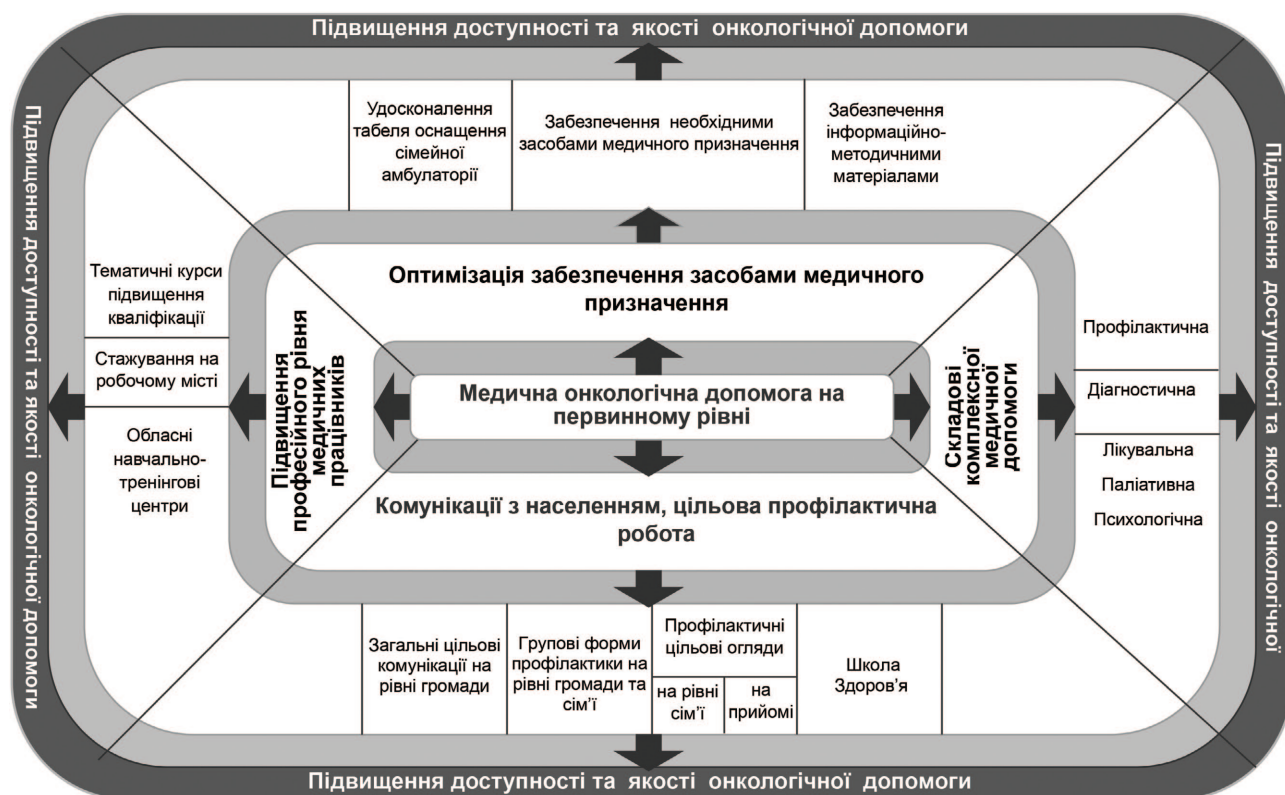 Підвищення доступності та якості онкологічної допомоги
Підвищення доступності та якості онкологічної допомоги
Удосконалення
табеля оснащення
сімейної
амбулаторії
Забезпечення необхідними
засобами медичного призначення
Забезпечення
інформаційно-
методичними
матеріалами
Підвищення доступності та якості онкологічної
Тематичні курси
підвищення
кваліфікації
Стажування на
робочому місті
Обласні
навчально-
тренінгові
центри
Підвищення
професійного рівня
медичних
працівників
Оптимізація забезпечення засобами медичного
призначення
Медична онкологічна допомога на
первинному рівні
Комунікації з населенням, цільова профілактична
робота
Складові
комплексної
медичної
допомоги
Профілактична
Діагностична
Лікувальна
Паліативна
Психологічна
Загальні цільові
комунікації на
рівні громади
Групові форми
профілактики на
рівні громади та
сім’ї
Профілактичні
цільові огляди
на рівні
сім’ї
на
прийомі
Школа
Здоров’я
Підвищення доступності та якості онкологічної допомоги